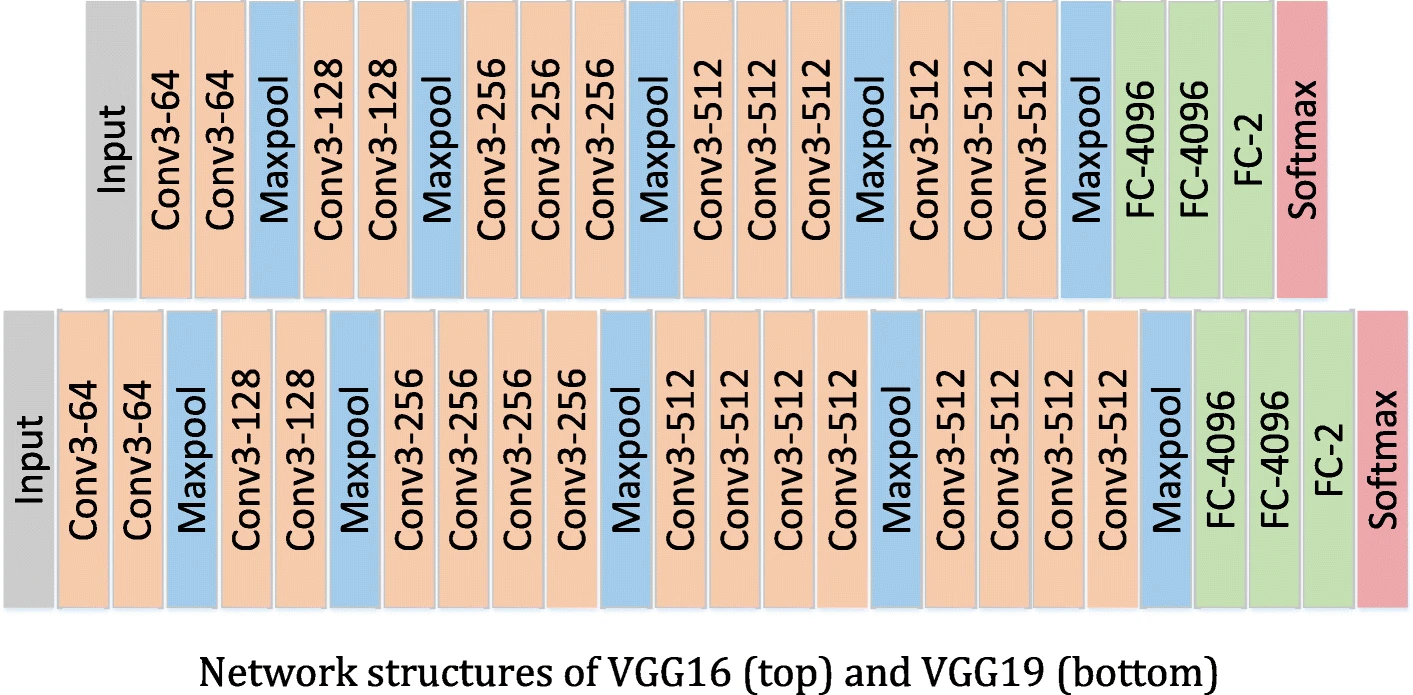 Input
Conv3-64
Conv3-64
Maxpool
Conv3-128
Conv3-128
Maxpool
Conv3-256
Conv3-256
Conv3-256
Maxpool
Conv3-512
Conv3-512
Conv3-512
Maxpool
Conv3-512
Conv3-512
Conv3-512
Maxpool
FC-4096
FC-4096
FC-2
Softmax
Input
Conv3-64
Conv3-64
Maxpool
Conv3-128
Conv3-128
Maxpool
Conv3-256
Conv3-256
Conv3-256
Conv3-256
Maxpool
Conv3-512
Conv3-512
Conv3-512
Conv3-512
Maxpool
Conv3-512
Conv3-512
Conv3-512
Conv3-512
Maxpool
FC-4096
FC-4096
FC-2
Softmax
Network structures of VGG16 (top) and VGG19 (bottom)